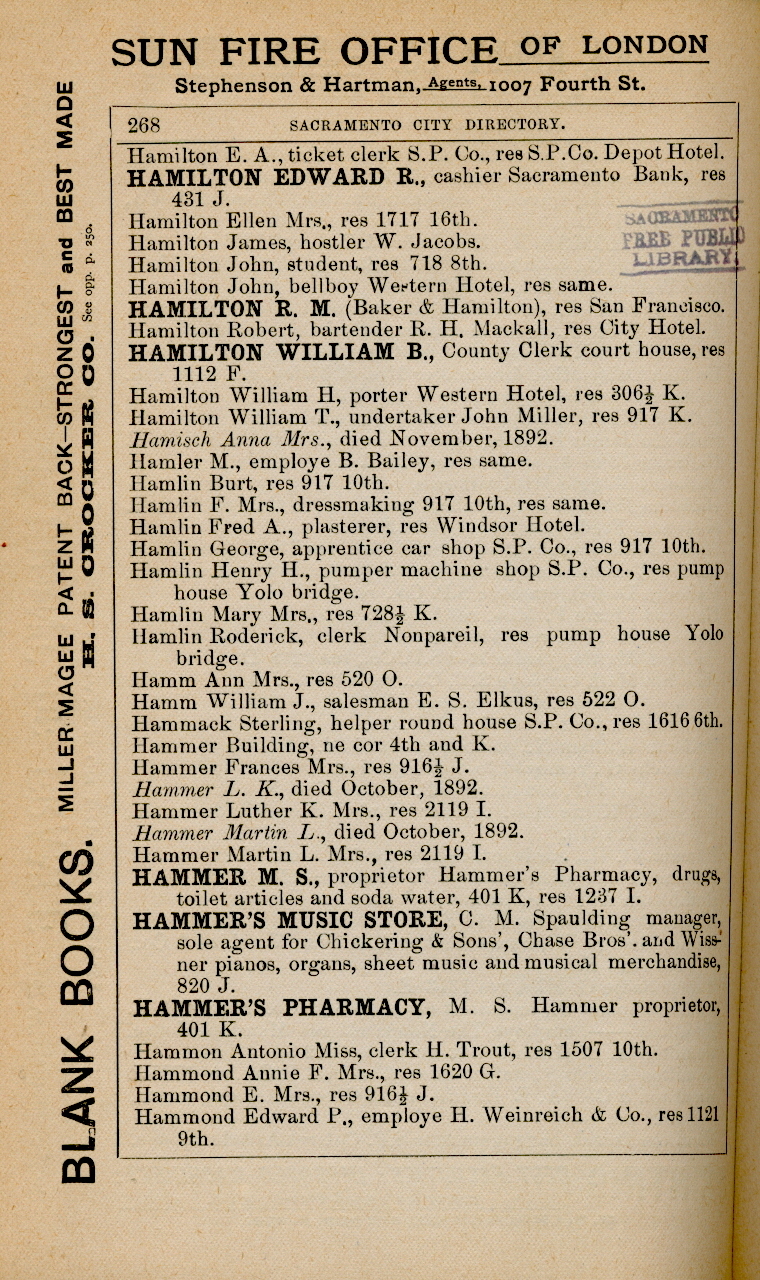 SUN FIRE OFFICE OF LONDON
Stephenson & Hartman, Agents, 1007 Fourth St.
268 SACRAMENTO CITY DIRECTORY.
Hamilton E. A., ticket clerk S.P. Co., res S.P.Co. Depot Hotel.
HAMILTON EDWARD R., cashier Sacramento Bank, res
431 J.
Hamilton Ellen Mrs., res 1717 16th.
Hamilton James, hostler W. Jacobs.
Hamilton John, student, res 718 8th.
Hamilton John, bellboy Western Hotel, res same.
HAMILTON R. M. (Baker & Hamilton), res San Francisco.
Hamilton Robert, bartender R. H. Mackall, res City Hotel.
HAMILTON WILLIAM B., County Clerk court house, res
1112 F.
Hamilton William H, porter Western Hotel, res 306½ K.
Hamilton William T., undertaker John Miller, res 917 K.
Hamisch Anna Mrs., died November, 1892.
Hamler M., employe B. Bailey, res same.
Hamlin Burt, res 917 10th.
Hamlin F. Mrs., dressmaking 917 10th, res same.
Hamlin Fred A., plasterer, res Windsor Hotel.
Hamlin George, apprentice car shop S.P. Co., res 917 10th.
Hamlin Henry H., pumper machine shop S.P. Co., res pump
house Yolo bridge.
Hamlin Mary Mrs., res 728½ K.
Hamlin Roderick, clerk Nonpareil, res pump house Yolo
bridge.
Hamm Ann Mrs., res 520 O.
Hamm William J., salesman E. S. Elkus, res 522 O.
Hammack Sterling, helper round house S.P. Co., res 1616 6th.
Hammer Building, ne cor 4th and K.
Hammer Frances Mrs., res 916½ J.
Hammer L. K., died October, 1892.
Hammer Luther K. Mrs., res 2119 I.
Hammer Martin L., died October, 1892.
Hammer Martin L. Mrs., res 2119 I.
HAMMER M. S., proprietor Hammer's Pharmacy, drugs,
toilet articles and soda water, 401 K, res 1237 I.
HAMMER'S MUSIC STORE, C. M. Spaulding manager,
sole agent for Chickering & Sons', Chase Bros'. and Wiss-
ner pianos, organs, sheet music and musical merchandise,
820 J.
HAMMER'S PHARMACY, M. S. Hammer proprietor,
401 K.
Hammon Antonio Miss, clerk H. Trout, res 1507 10th.
Hammond Annie F. Mrs., res 1620 G.
Hammond E. Mrs., res 916½ J.
Hammond Edward P., employe H. Weinreich & Co., res 1121
9th.
SACRAMENTO
FREE PUBLI
LIBRARY
BLANK BOOKS. MILLER-MAGEE PATENT BACK—STRONGEST and BEST MADE
H. S. CROCKER CO. See opp. p. 250.